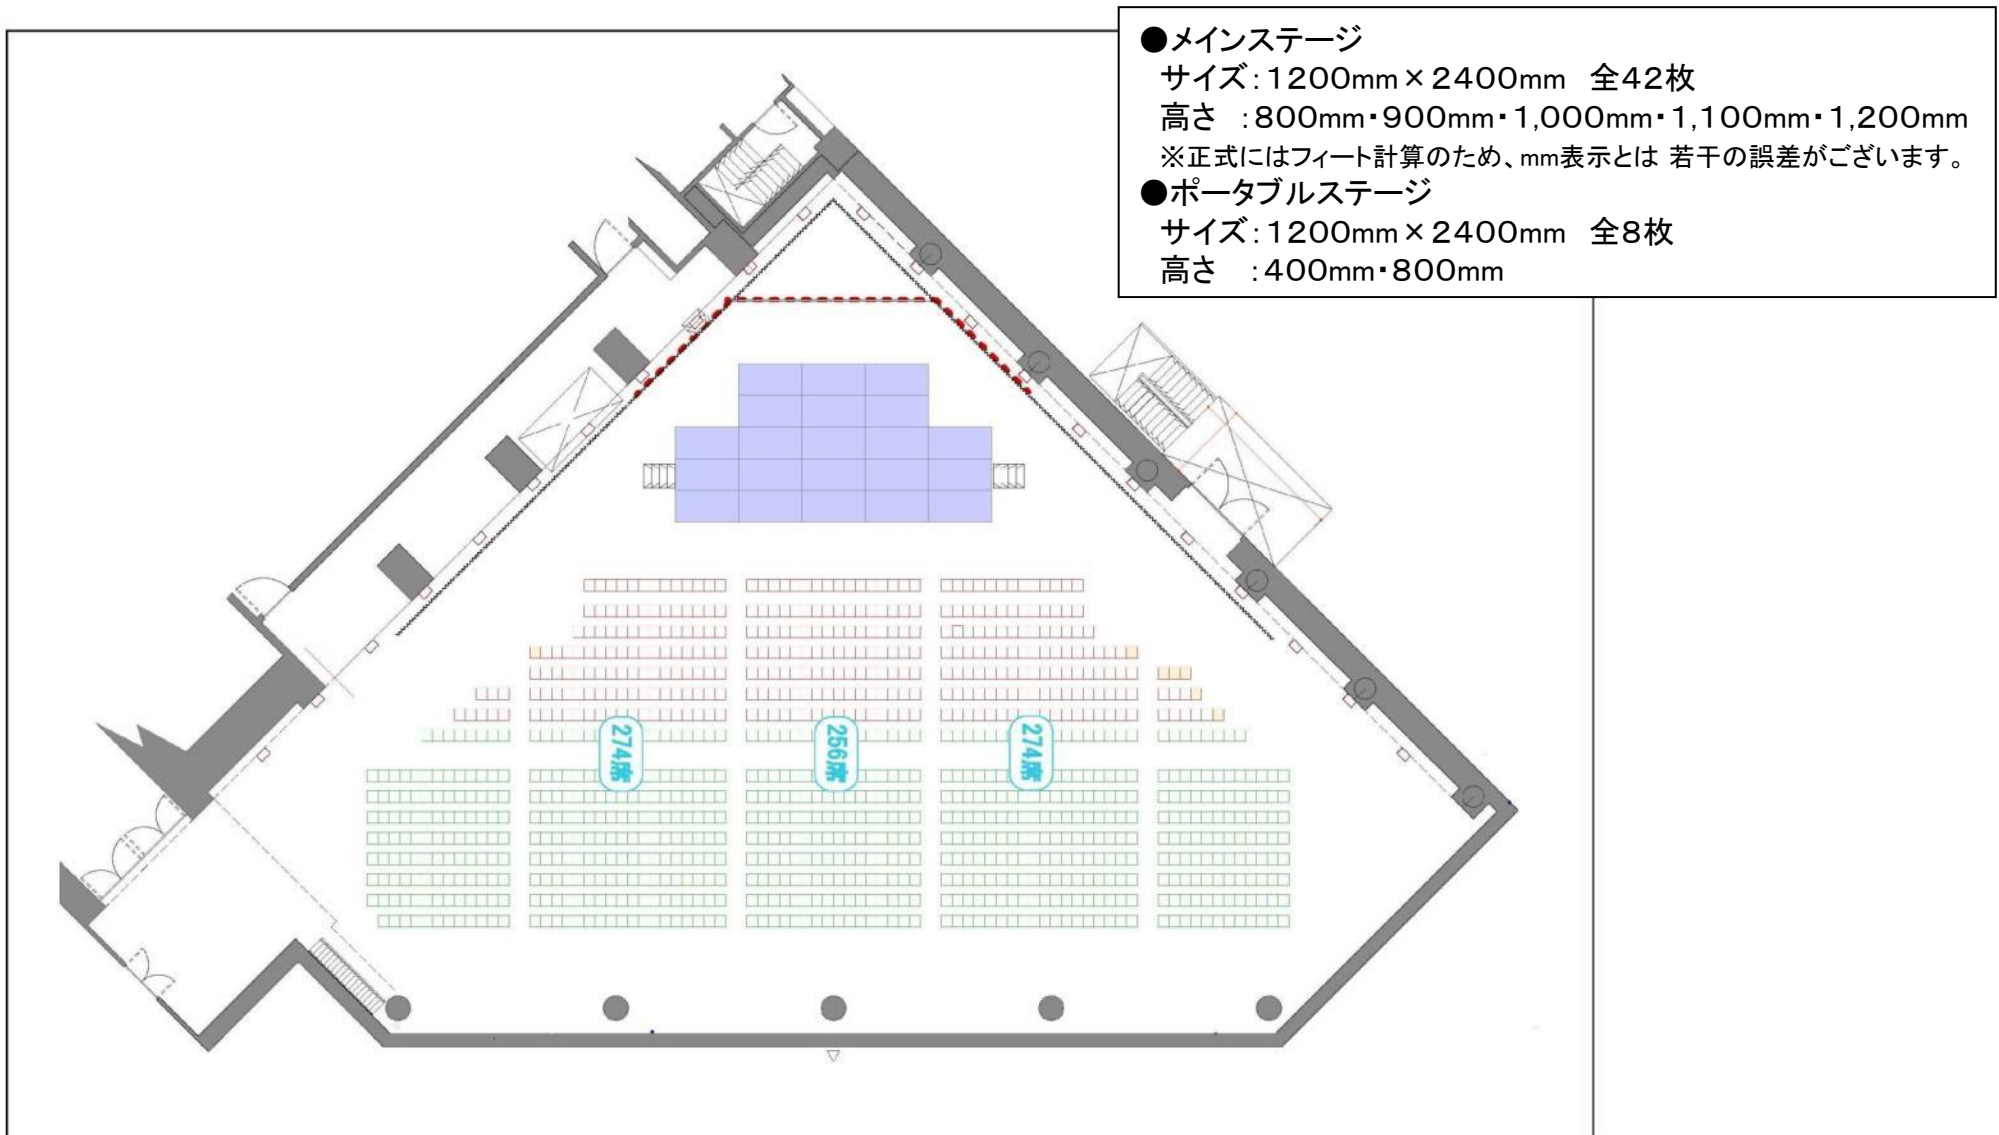 ●メインステージ
サイズ:1200mm×2400mm 全42枚
高さ :800mm・900mm・1,000mm・1,100mm・1,200mm
※正式にはフィート計算のため、mm表示とは 若干の誤差がございます。
●ポータブルステージ
サイズ:1200mm×2400mm 全8枚
高さ :400mm・800mm
274席
256席
274席